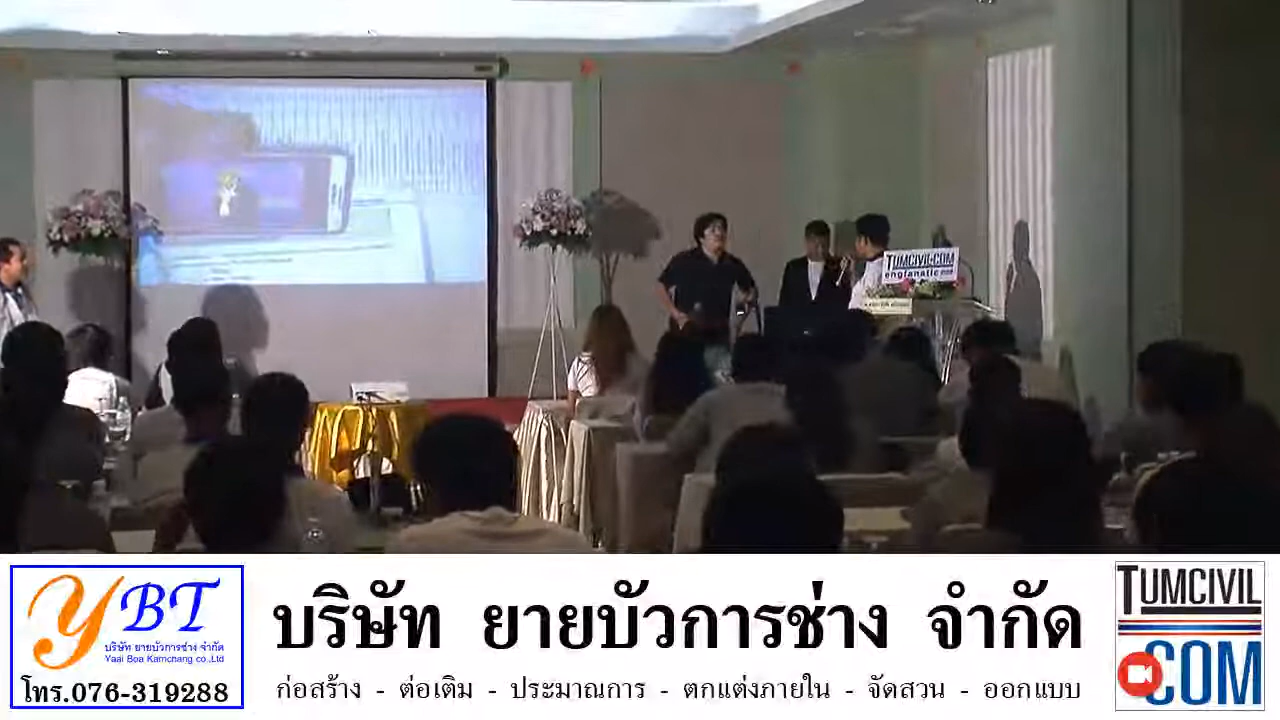 TUMCIVIL.COM
engfanatic.com
YBT
บริษัท ยายบัวการช่าง จำกัด
Yaai Boa Kamchang co.,Ltd
โทร.076-319288
บริษัท ยายบัวการช่าง จำกัด
ก่อสร้าง - ต่อเติม - ประมาณการ - ตกแต่งภายใน - จัดสวน - ออกแบบ
TUMCIVIL
COM